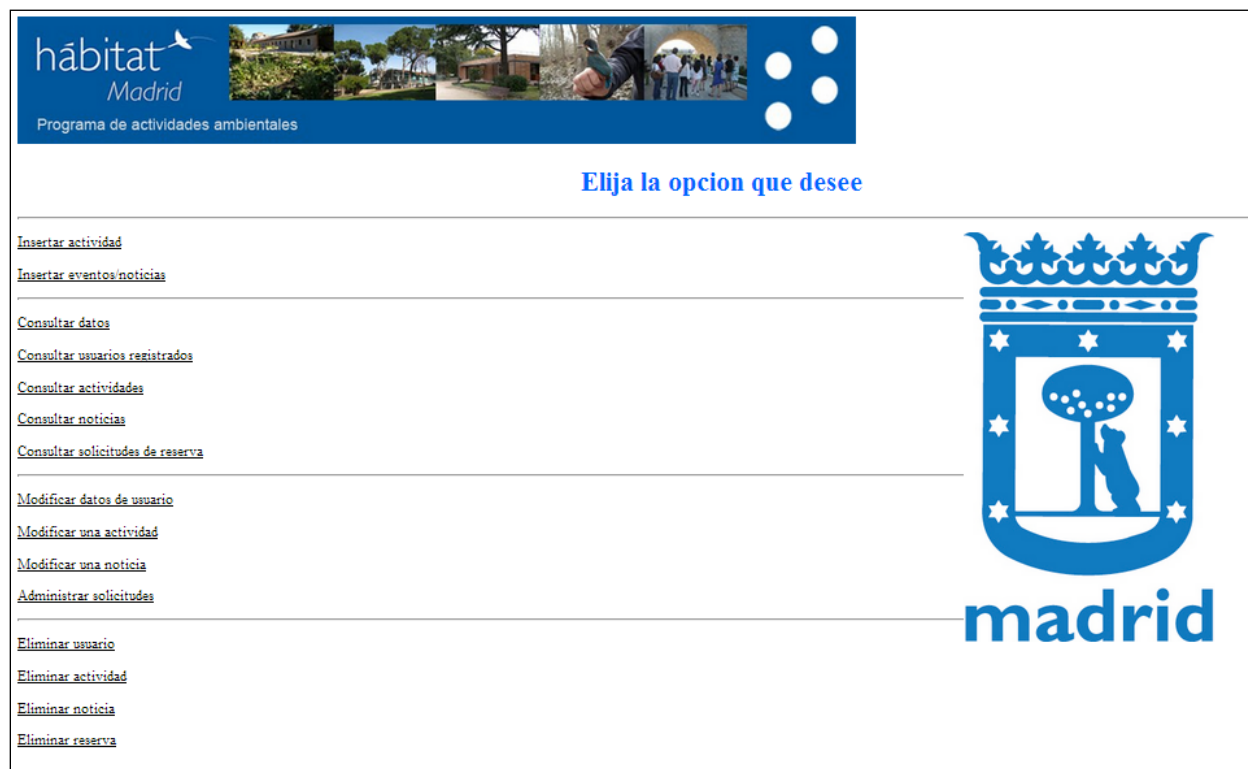 hábitat
Madrid
Programa de actividades ambientales
Elija la opcion que desee
Insertar actividad
Insertar eventos/noticias
Consultar datos
Consultar usuarios registrados
Consultar actividades
Consultar noticias
Consultar solicitudes de reserva
Modificar datos de usuario
Modificar una actividad
Modificar una noticia
Administrar solicitudes
Eliminar usuario
Eliminar actividad
Eliminar noticia
Eliminar reserva
madrid